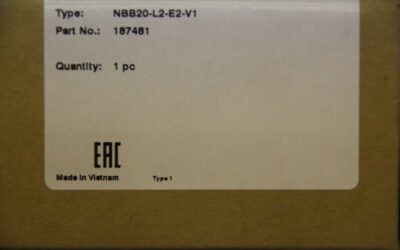 Type: NBB20-L2-E2-V1
Part No.: 187481
Quantity: 1 pc
EAC
Made in Vietnam Type 1